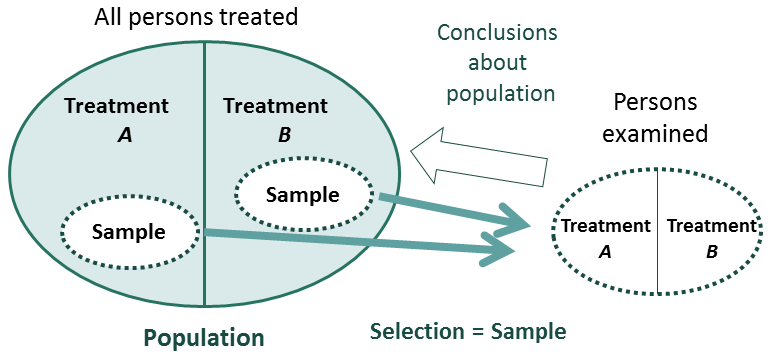 All persons treated
Treatment
A
Sample
Treatment
B
Sample
Population
Conclusions
about
population
Selection = Sample
Persons
examined
Treatment
A
Treatment
B